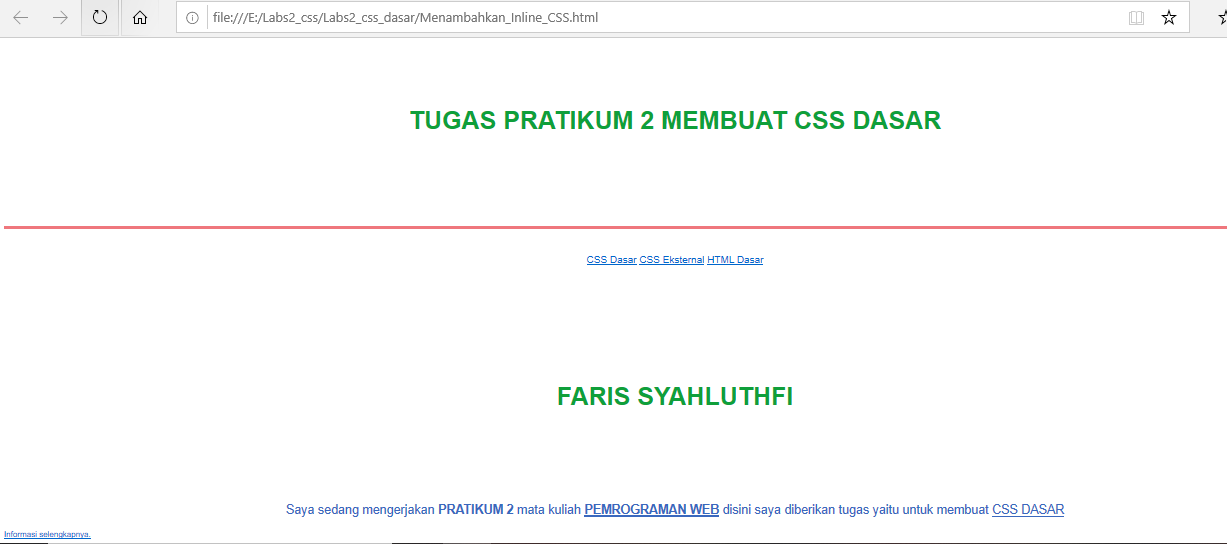 file:///E:/Labs2_css/Labs2_css_dasar/Menambahkan_Inline_CSS.html
TUGAS PRATIKUM 2 MEMBUAT CSS DASAR
CSS Dasar CSS Eksternal HTML Dasar
FARIS SYAHLUTHFI
Saya sedang mengerjakan PRATIKUM 2 mata kuliah PEMROGRAMAN WEB disini saya diberikan tugas yaitu untuk membuat CSS DASAR
Informasi selengkapnya.